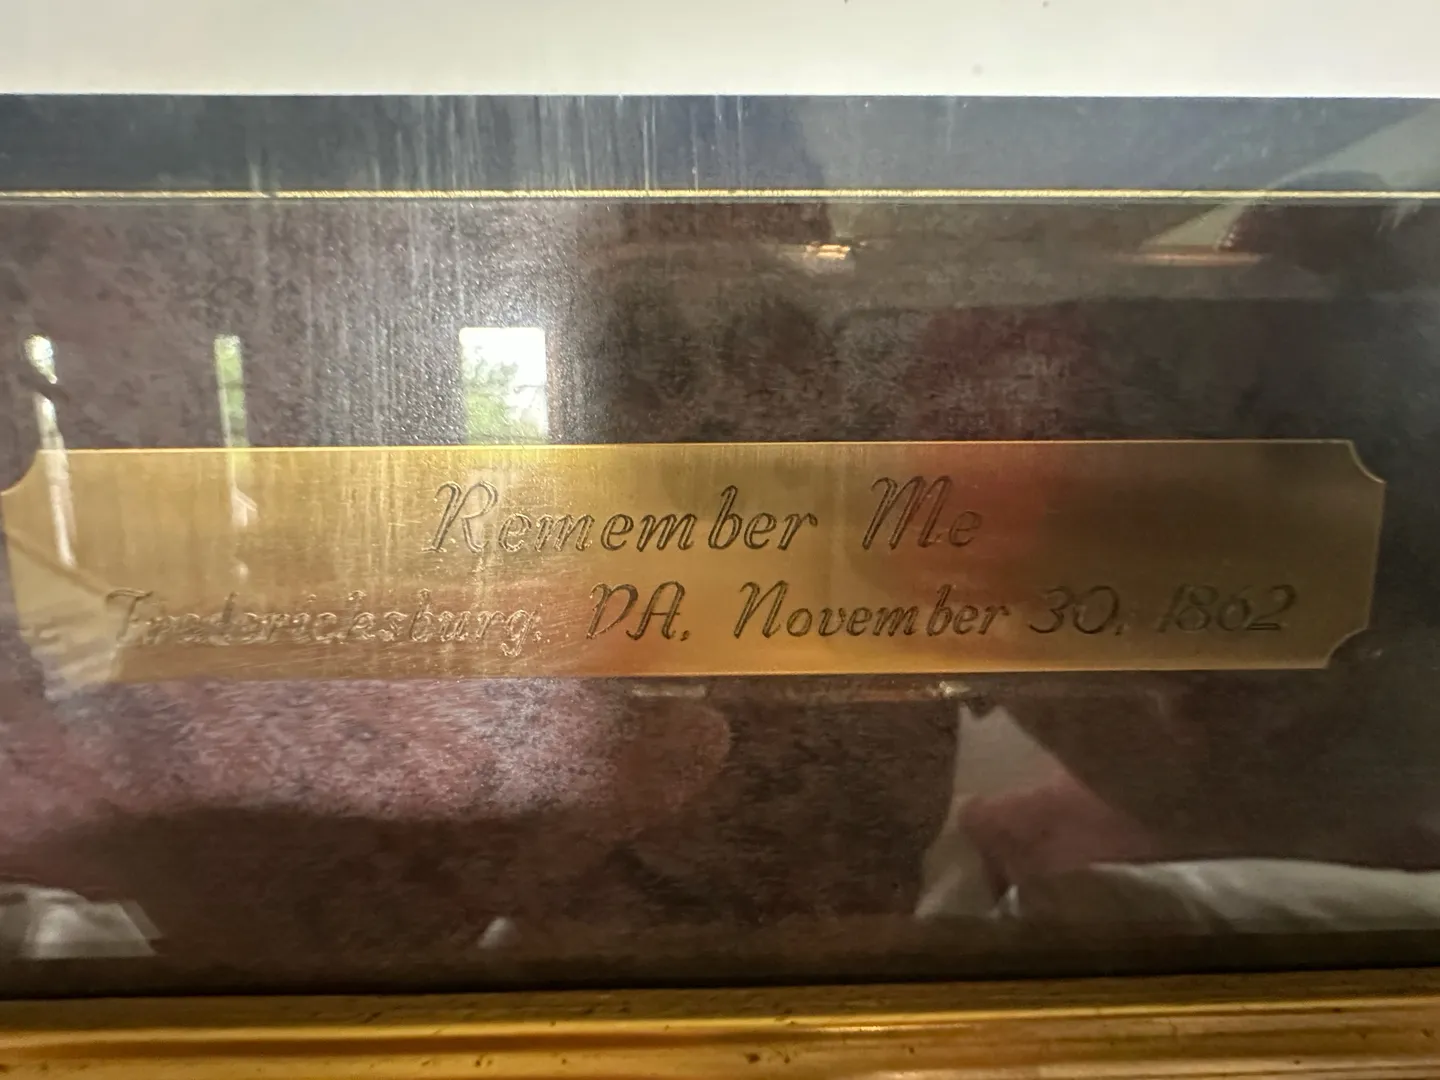 Remember Me
Fredericksburg, VA, November 30, 1862